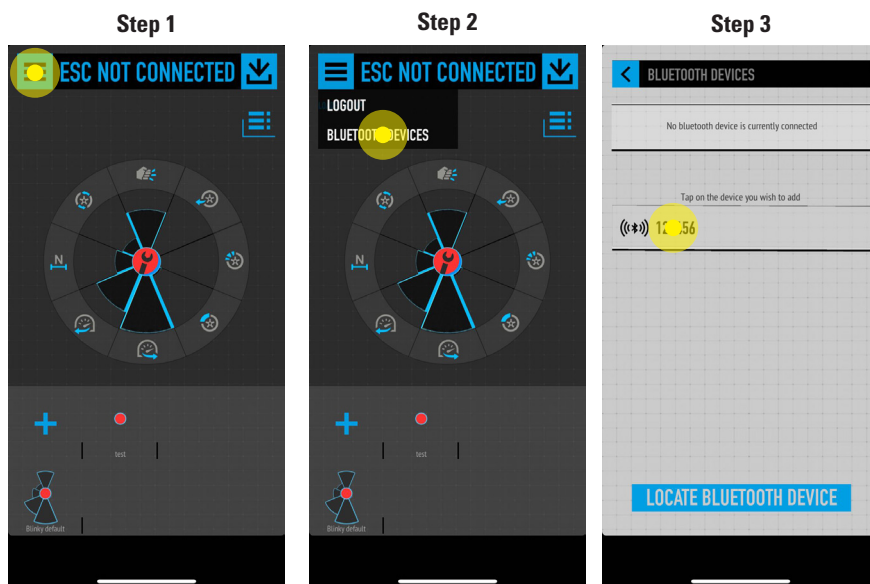 Step 1
ESC NOT CONNECTED
N
test
Blinky default
Step 2
ESC NOT CONNECTED
LOGOUT
BLUETOOTH DEVICES
N
test
Blinky default
Step 3
BLUETOOTH DEVICES
No bluetooth device is currently connected
Tap on the device you wish to add
LOCATE BLUETOOTH DEVICE